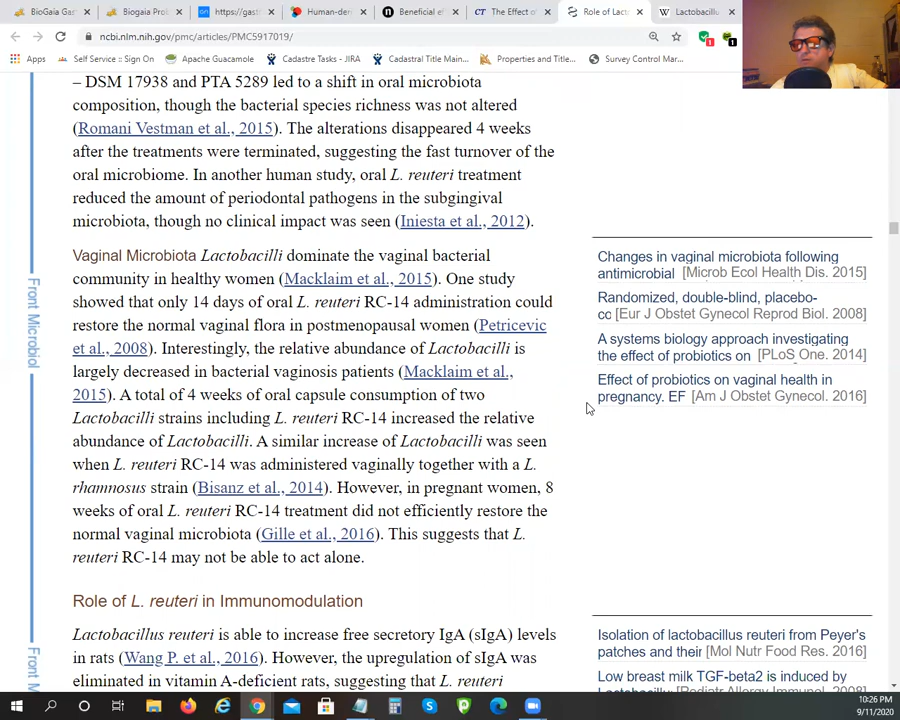 BioGaia Gas
Biogaia Prob
https://gastr
Human-der
Beneficial ef
The Effect o
Role of Lact
Lactobacillu
ncbi.nlm.nih.gov/pmc/articles/PMC5917019/
Apps
Self Service :: Sign On
Cadastre Tasks - JIRA
Cadastral Title Main...
Apache Guacamole
Properties and Title...
Survey Control Mar...
– DSM 17938 and PTA 5289 led to a shift in oral microbiota
composition, though the bacterial species richness was not altered
(Romani Vestman et al., 2015). The alterations disappeared 4 weeks
after the treatments were terminated, suggesting the fast turnover of the
oral microbiome. In another human study, oral L. reuteri treatment
reduced the amount of periodontal pathogens in the subgingival
microbiota, though no clinical impact was seen (Iniesta et al., 2012).
Vaginal Microbiota Lactobacilli dominate the vaginal bacterial
community in healthy women (Macklaim et al., 2015). One study
showed that only 14 days of oral L. reuteri RC-14 administration could
restore the normal vaginal flora in postmenopausal women (Petricevic
et al., 2008). Interestingly, the relative abundance of Lactobacilli is
largely decreased in bacterial vaginosis patients (Macklaim et al.,
2015). A total of 4 weeks of oral capsule consumption of two
Lactobacilli strains including L. reuteri RC-14 increased the relative
abundance of Lactobacilli. A similar increase of Lactobacilli was seen
when L. reuteri RC-14 was administered vaginally together with a L.
rhamnosus strain (Bisanz et al., 2014). However, in pregnant women, 8
weeks of oral L. reuteri RC-14 treatment did not efficiently restore the
normal vaginal microbiota (Gille et al., 2016). This suggests that L.
reuteri RC-14 may not be able to act alone.
Role of L. reuteri in Immunomodulation
Lactobacillus reuteri is able to increase free secretory IgA (sIgA) levels
in rats (Wang P. et al., 2016). However, the upregulation of sIgA was
eliminated in vitamin A-deficient rats, suggesting that L. reuteri
Changes in vaginal microbiota following
antimicrobial [Microb Ecol Health Dis. 2015]
Randomized, double-blind, placebo-
cc [Eur J Obstet Gynecol Reprod Biol. 2008]
A systems biology approach investigating
the effect of probiotics on [PLoS One. 2014]
Effect of probiotics on vaginal health in
pregnancy. EF [Am J Obstet Gynecol. 2016]
Isolation of lactobacillus reuteri from Peyer's
patches and their [Mol Nutr Food Res. 2016]
Low breast milk TGF-beta2 is induced by
Front Microbiol
Front M
10:26 PM
9/11/2020